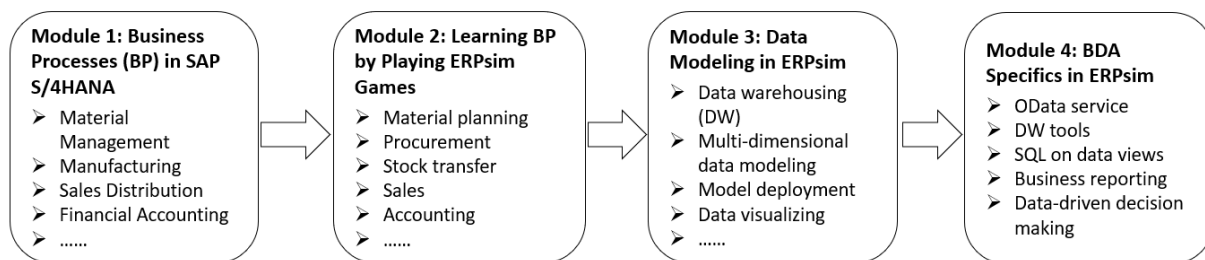 Module 1: Business
Processes (BP) in SAP
S/4HANA
➢ Material
Management
➢ Manufacturing
➢ Sales Distribution
➢ Financial Accounting
➢ ……
Module 2: Learning BP
by Playing ERPsim
Games
➢ Material planning
➢ Procurement
➢ Stock transfer
➢ Sales
➢ Accounting
➢ ……
Module 3: Data
Modeling in ERPsim
➢ Data warehousing
(DW)
➢ Multi-dimensional
data modeling
➢ Model deployment
➢ Data visualizing
➢ ……
Module 4: BDA
Specifics in ERPsim
➢ OData service
➢ DW tools
➢ SQL on data views
➢ Business reporting
➢ Data-driven decision
making